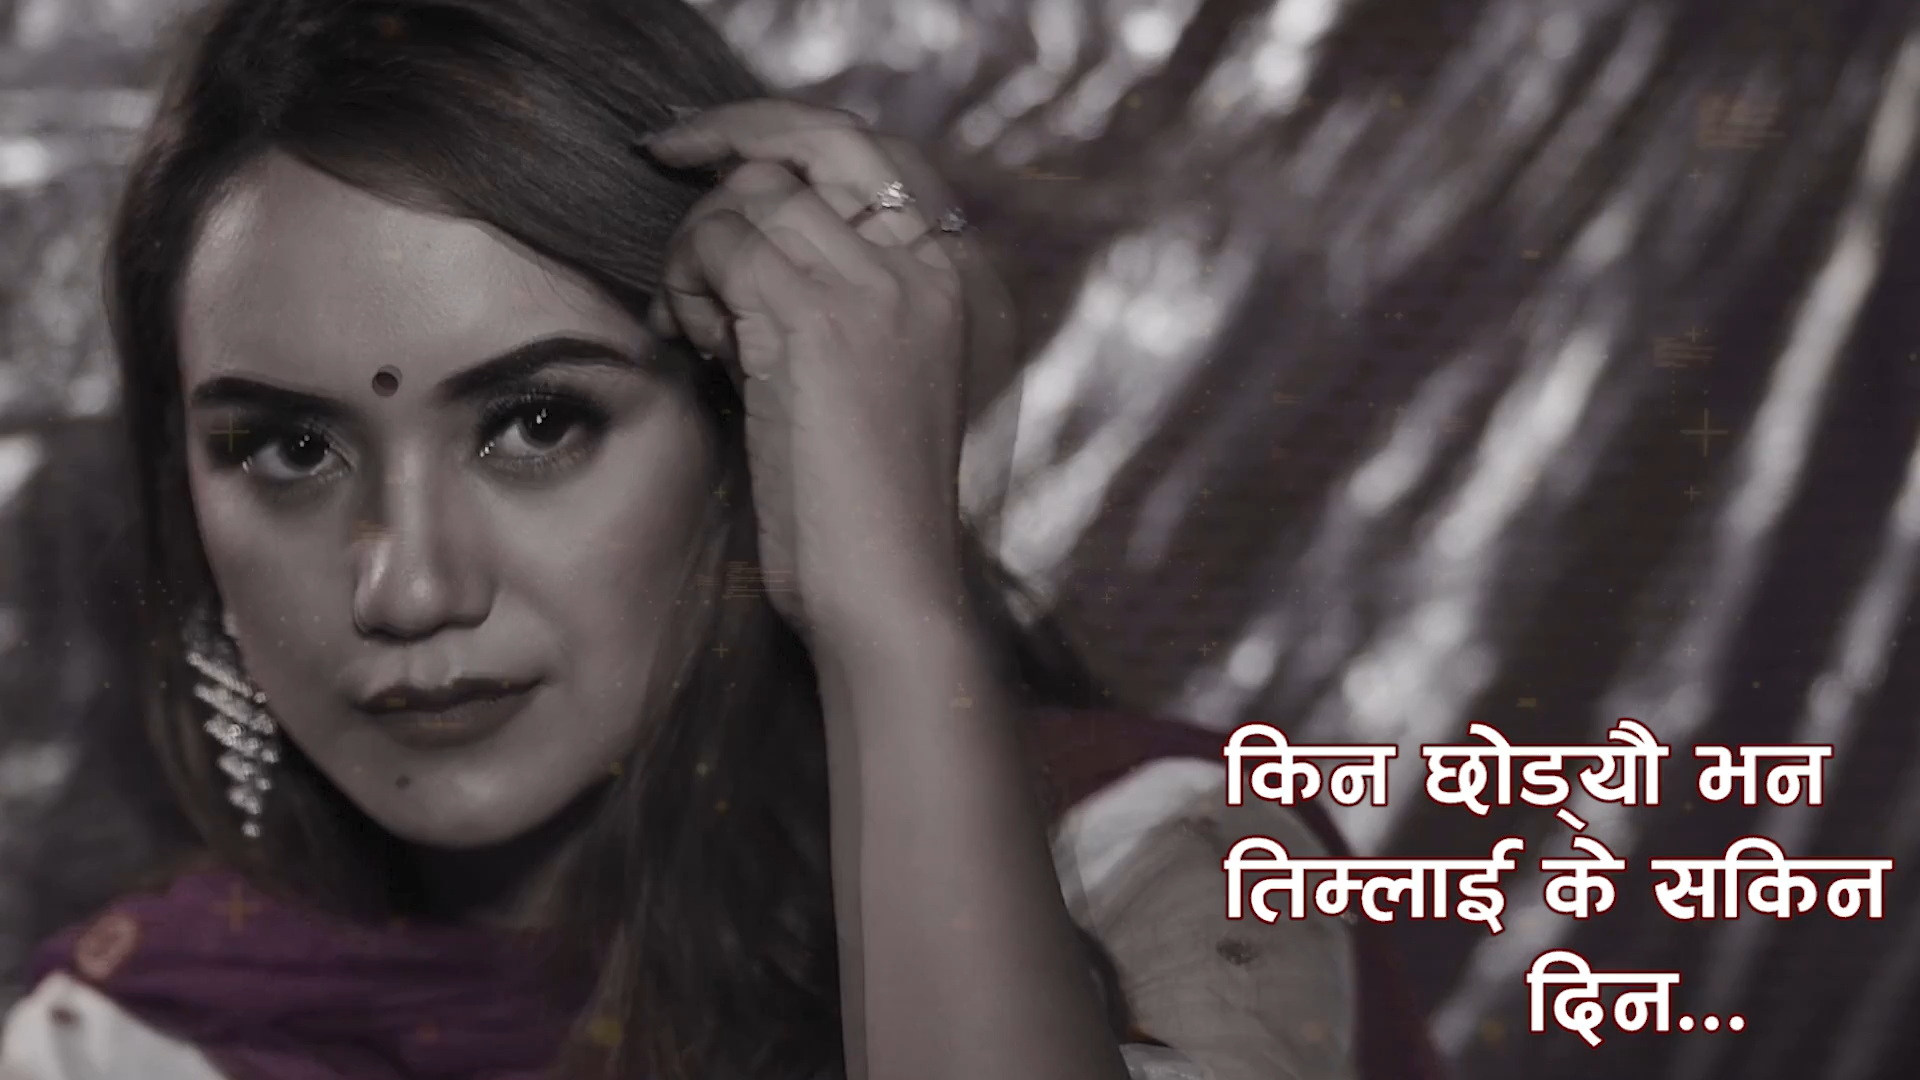 किन छोड्यौ भन
तिम्लाई के सकिन
दिन...